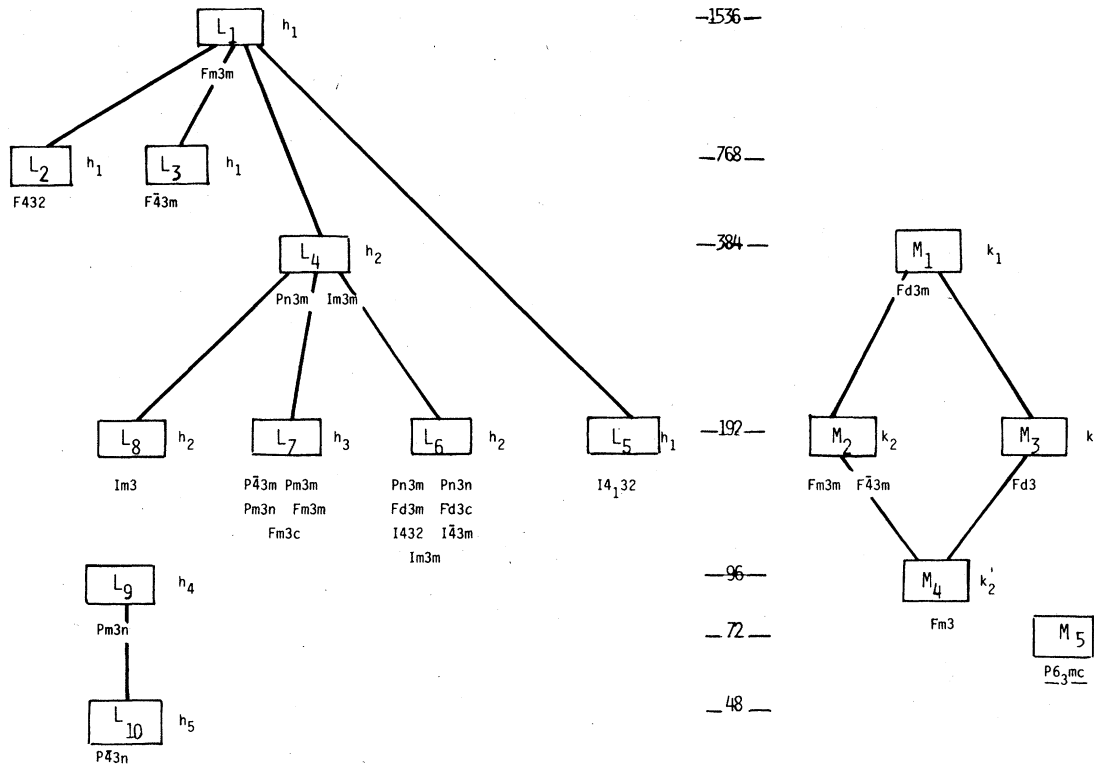 L1 h1 —1536—
Fm3m
L2 h1 L3 h1 —768—
F432 F4̄3m
L4 h2 —384— M1 k1
Pn3m Im3m Fd3m
L8 h2 L7 h3 L6 h2 L5 h1 —192— M2 k2 M3 k
Im3 P4̄3m Pm3m Pn3m Pn3n I4₁32 Fm3m F4̄3m Fd3
Pm3n Fm3m Fd3m Fd3c
Fm3c I432 I4̄3m
Im3m
L9 h4 —96— M4 k2'
Pm3n Fm3
—72— M5
P6₃mc
L10 h5 —48—
P4̄3n